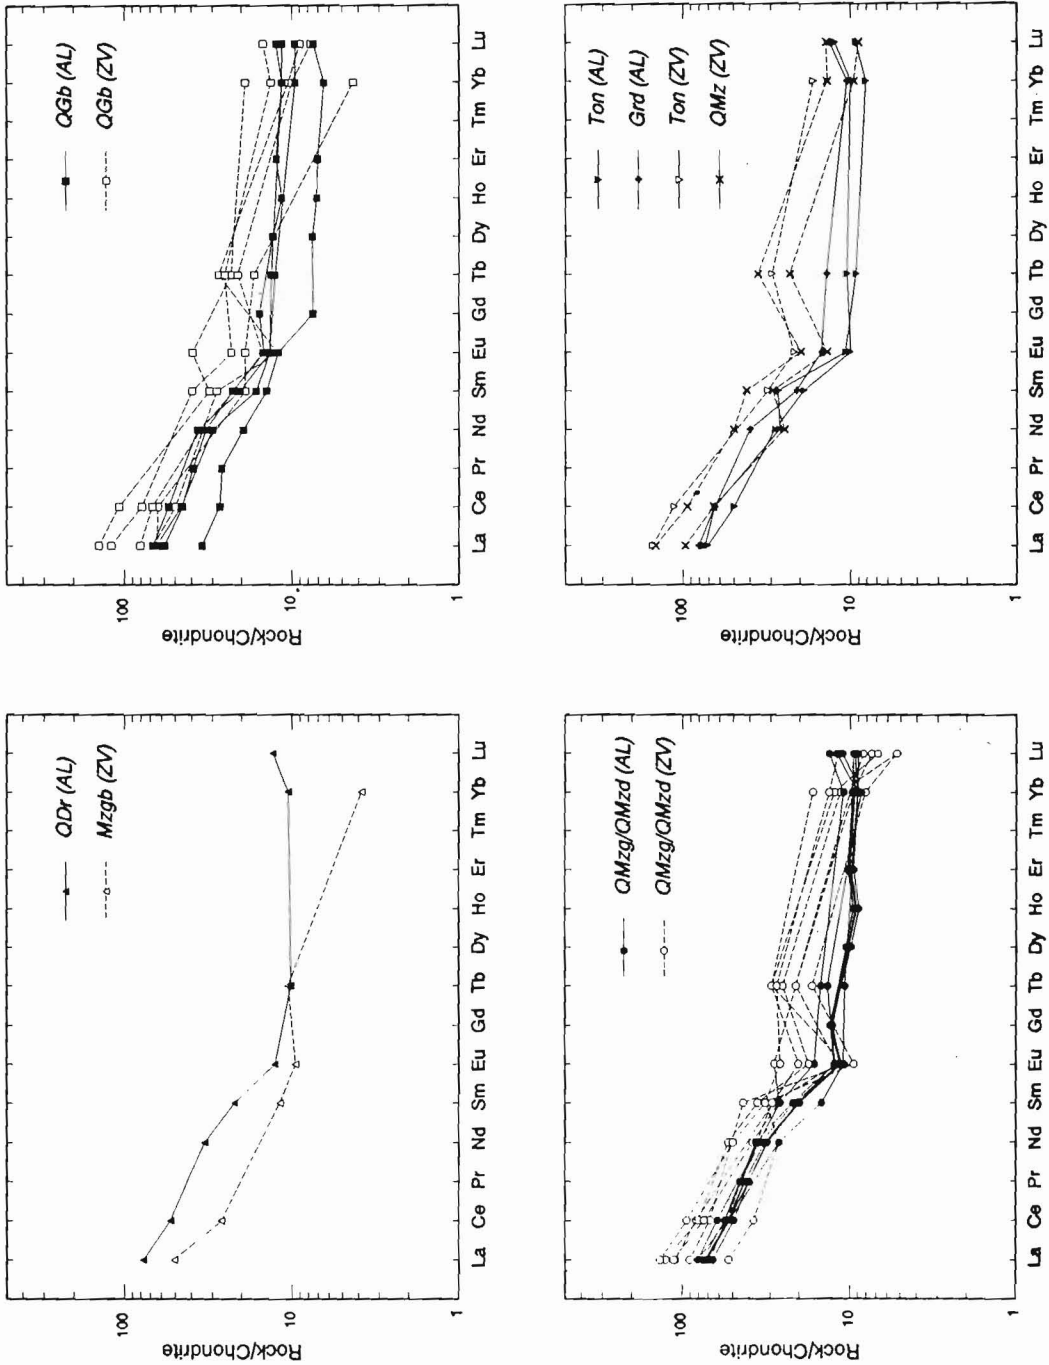 QGb (AL)
QGb (ZV)
Rock/Chondrite
100
10
1
La Ce Pr Nd Sm Eu Gd Tb Dy Ho Er Tm Yb Lu
Ton (AL)
Grd (AL)
Ton (ZV)
QMz (ZV)
Rock/Chondrite
100
10
1
La Ce Pr Nd Sm Eu Gd Tb Dy Ho Er Tm Yb Lu
QDr (AL)
Mzgb (ZV)
Rock/Chondrite
100
10
1
La Ce Pr Nd Sm Eu Gd Tb Dy Ho Er Tm Yb Lu
QMzg/QMzd (AL)
QMzg/QMzd (ZV)
Rock/Chondrite
100
10
1
La Ce Pr Nd Sm Eu Gd Tb Dy Ho Er Tm Yb Lu